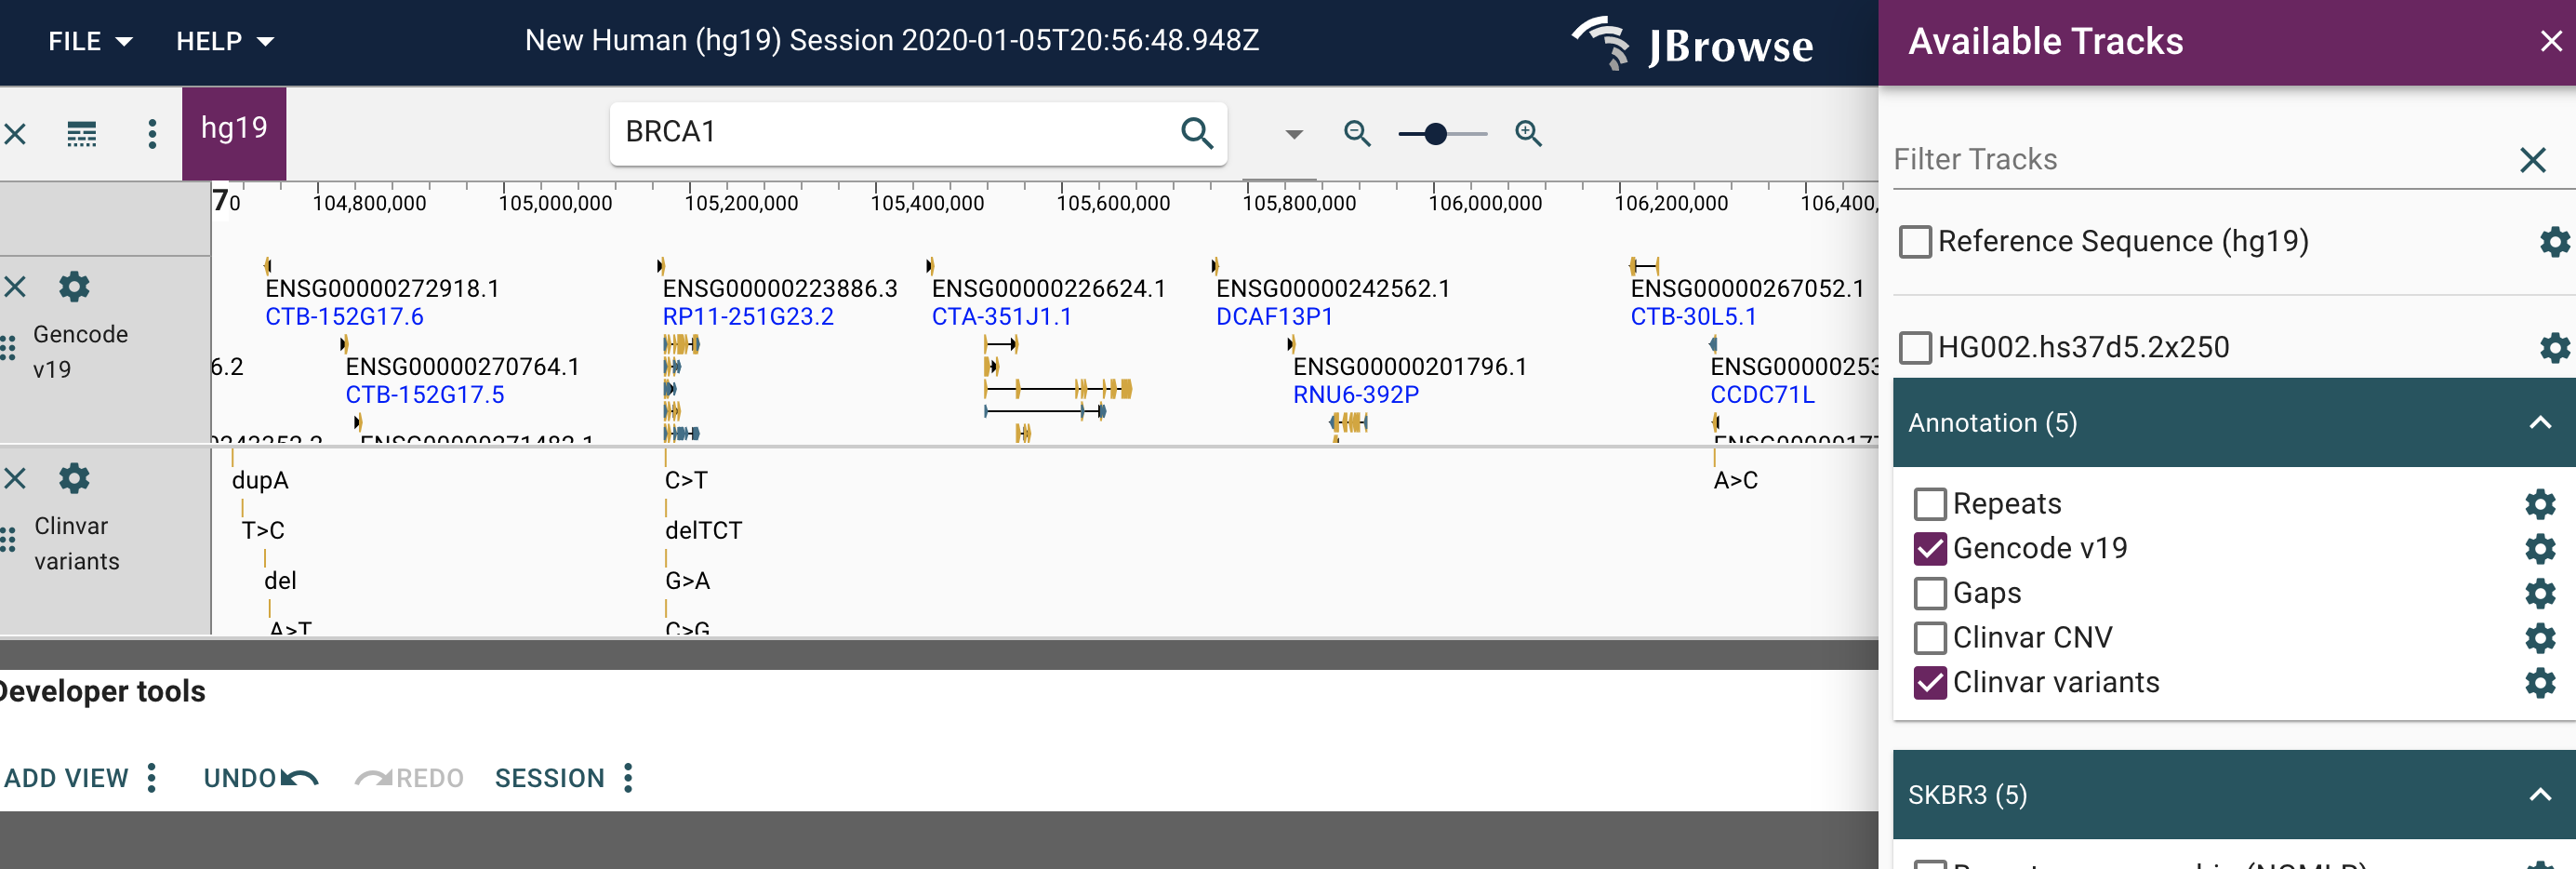 FILE HELP New Human (hg19) Session 2020-01-05T20:56:48.948Z JBrowse
Available Tracks
hg19 BRCA1
7 0 104,800,000 105,000,000 105,200,000 105,400,000 105,600,000 105,800,000 106,000,000 106,200,000 106,400,
Gencode
v19
ENSG00000272918.1 ENSG00000223886.3 ENSG00000226624.1 ENSG00000242562.1 ENSG00000267052.1
CTB-152G17.6 RP11-251G23.2 CTA-351J1.1 DCAF13P1 CTB-30L5.1
6.2 ENSG00000270764.1 ENSG00000201796.1 ENSG00000253
CTB-152G17.5 RNU6-392P CCDC71L
ENSG00000271482.1
Clinvar
variants
dupA C>T A>C
T>C delTCT
del G>A
A>T C>G
Developer tools
ADD VIEW UNDO REDO SESSION
Filter Tracks
Reference Sequence (hg19)
HG002.hs37d5.2x250
Annotation (5)
Repeats
Gencode v19
Gaps
Clinvar CNV
Clinvar variants
SKBR3 (5)